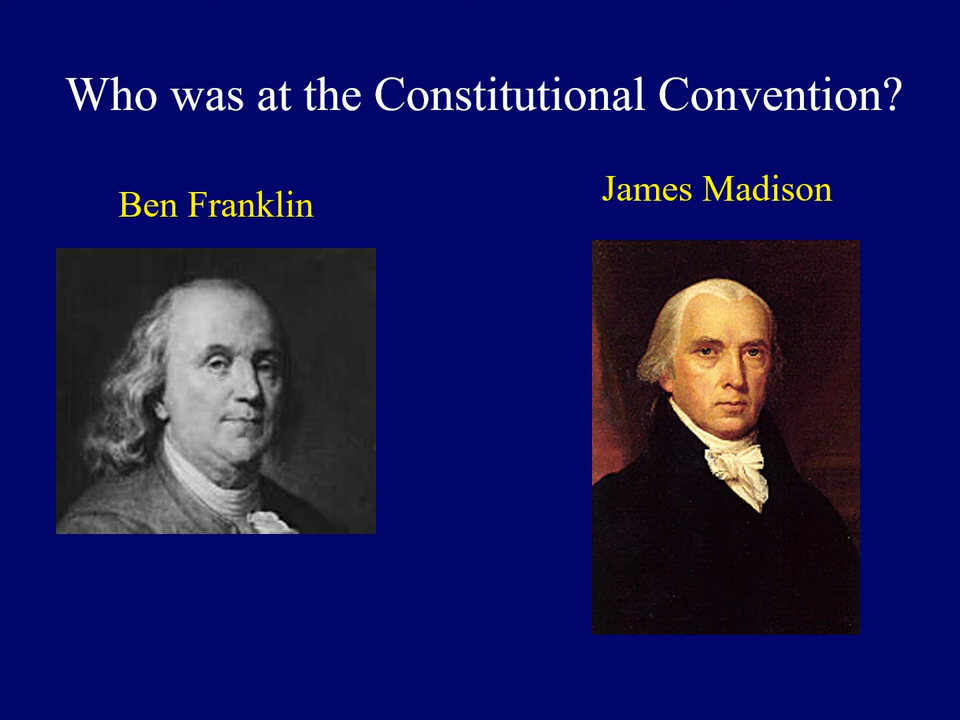 Who was at the Constitutional Convention?
Ben Franklin
James Madison